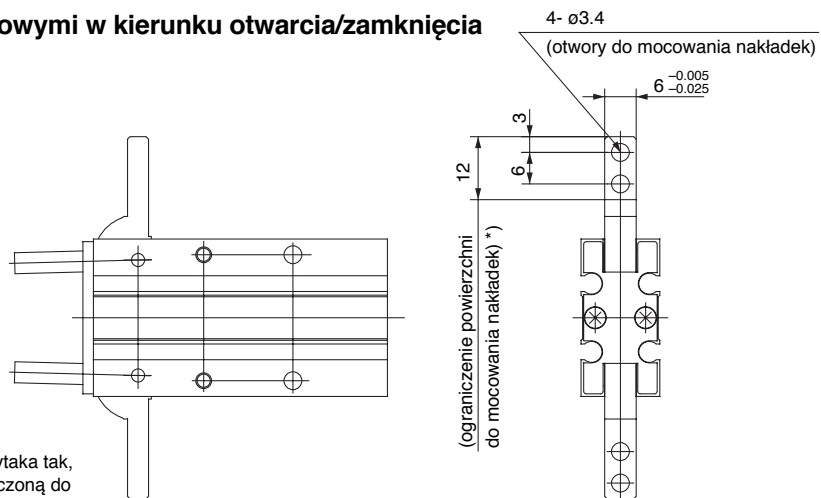 owymi w kierunku otwarcia/zamknięcia
4- ø3.4
(otwory do mocowania nakładek)
6 –0.005
–0.025
3
12
6
(ograniczenie powierzchni
do mocowania nakładek) *)
ytaka tak,
czoną do